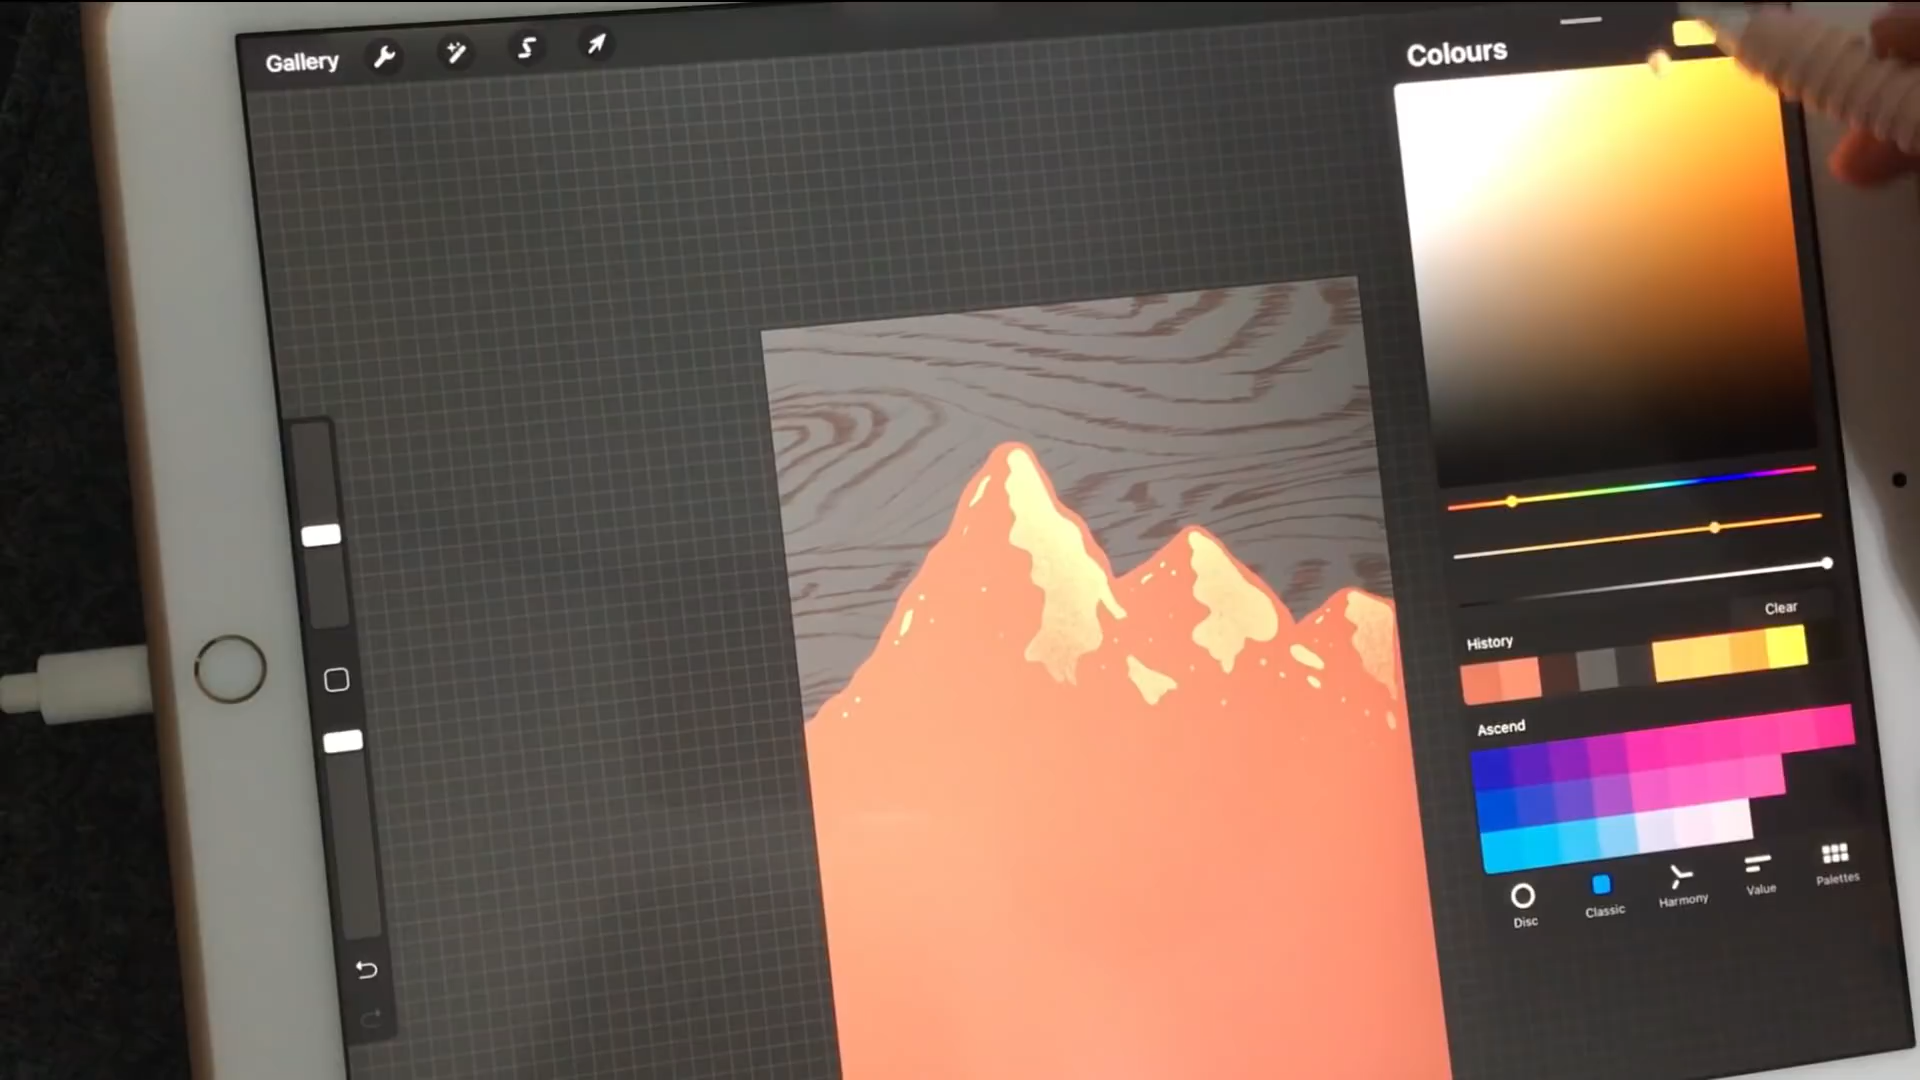 Gallery
Colours
Clear
History
Ascend
Disc
Classic
Harmony
Value
Palettes